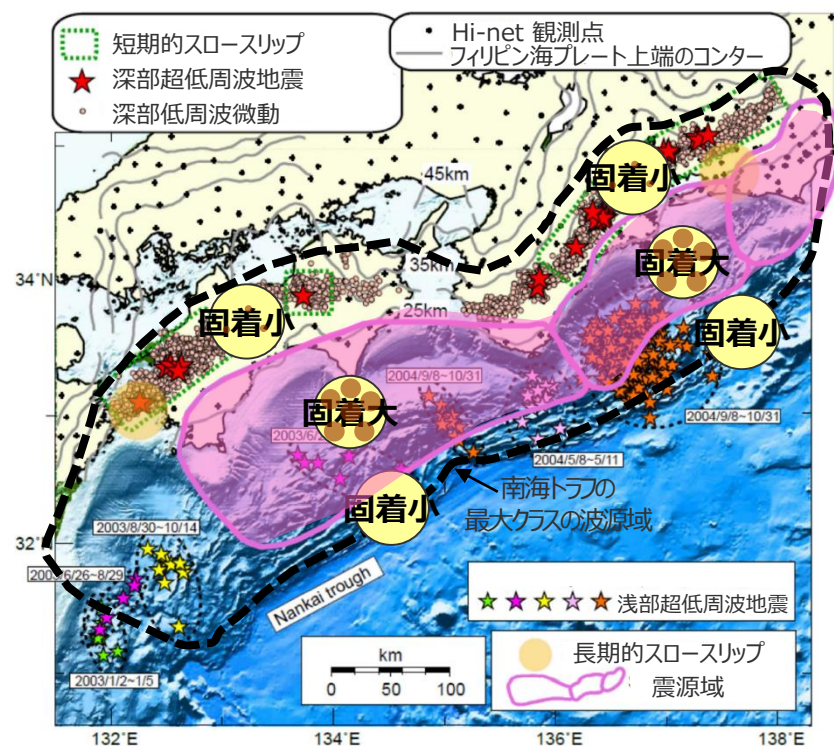 短期的スロースリップ
深部超低周波地震
深部低周波微動
Hi-net 観測点
フィリピン海プレート上端のコンター
45km
35km
25km
固着小
固着大
固着小
固着小
固着大
固着小
34°N
32°N
2004/9/8~10/31
2004/9/8~10/31
2004/5/8~5/11
2003/8/30~10/14
2003/6/26~8/29
2003/1/2~1/5
南海トラフの
最大クラスの波源域
Nankai trough
浅部超低周波地震
km
0 50 100
長期的スロースリップ
震源域
132°E
134°E
136°E
138°E